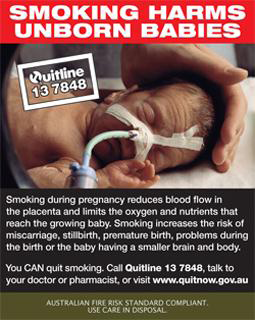 SMOKING HARMS
UNBORN BABIES
Quitline
13 7848
Smoking during pregnancy reduces blood flow in
the placenta and limits the oxygen and nutrients that
reach the growing baby. Smoking increases the risk of
miscarriage, stillbirth, premature birth, problems during
the birth or the baby having a smaller brain and body.
You CAN quit smoking. Call Quitline 13 7848, talk to
your doctor or pharmacist, or visit www.quitnow.gov.au
AUSTRALIAN FIRE RISK STANDARD COMPLIANT.
USE CARE IN DISPOSAL.